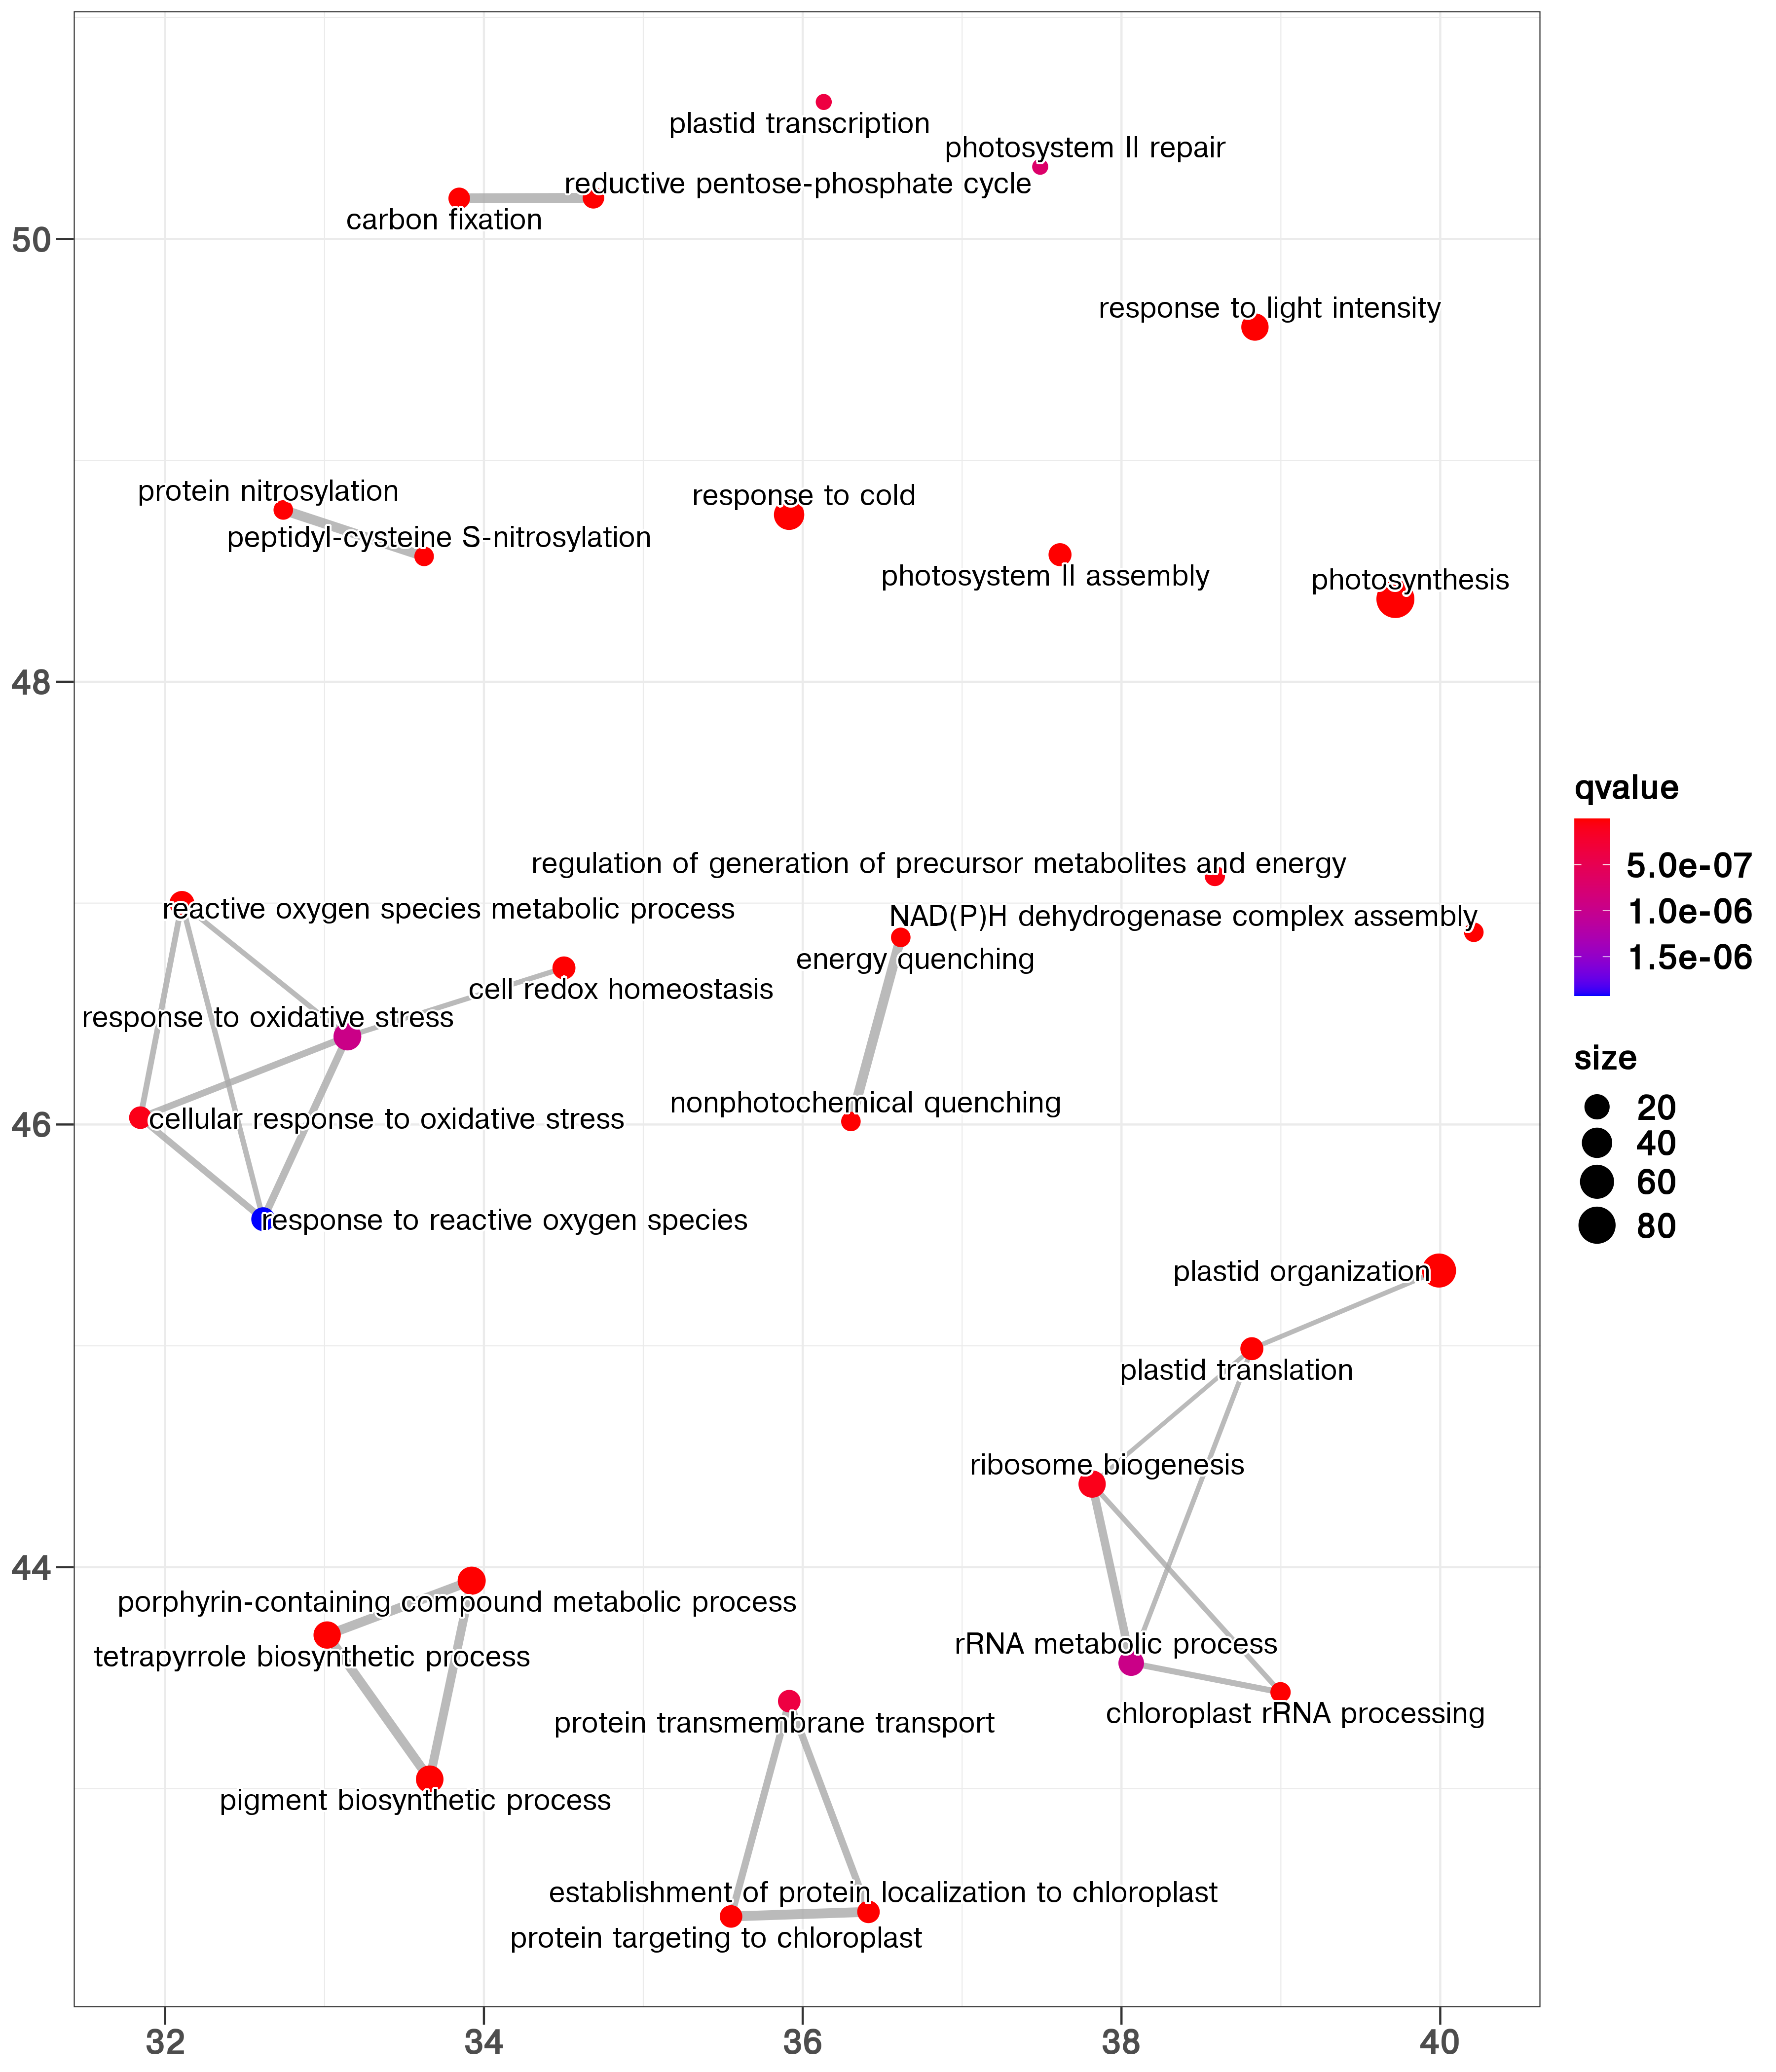 plastid transcription
photosystem II repair
reductive pentose-phosphate cycle
carbon fixation
50
response to light intensity
protein nitrosylation
response to cold
peptidyl-cysteine S-nitrosylation
photosystem II assembly
photosynthesis
48
regulation of generation of precursor metabolites and energy
reactive oxygen species metabolic process
NAD(P)H dehydrogenase complex assembly
energy quenching
cell redox homeostasis
response to oxidative stress
nonphotochemical quenching
46
cellular response to oxidative stress
response to reactive oxygen species
plastid organization
plastid translation
ribosome biogenesis
44
porphyrin-containing compound metabolic process
rRNA metabolic process
tetrapyrrole biosynthetic process
chloroplast rRNA processing
protein transmembrane transport
pigment biosynthetic process
establishment of protein localization to chloroplast
protein targeting to chloroplast
32
34
36
38
40
qvalue
5.0e-07
1.0e-06
1.5e-06
size
20
40
60
80